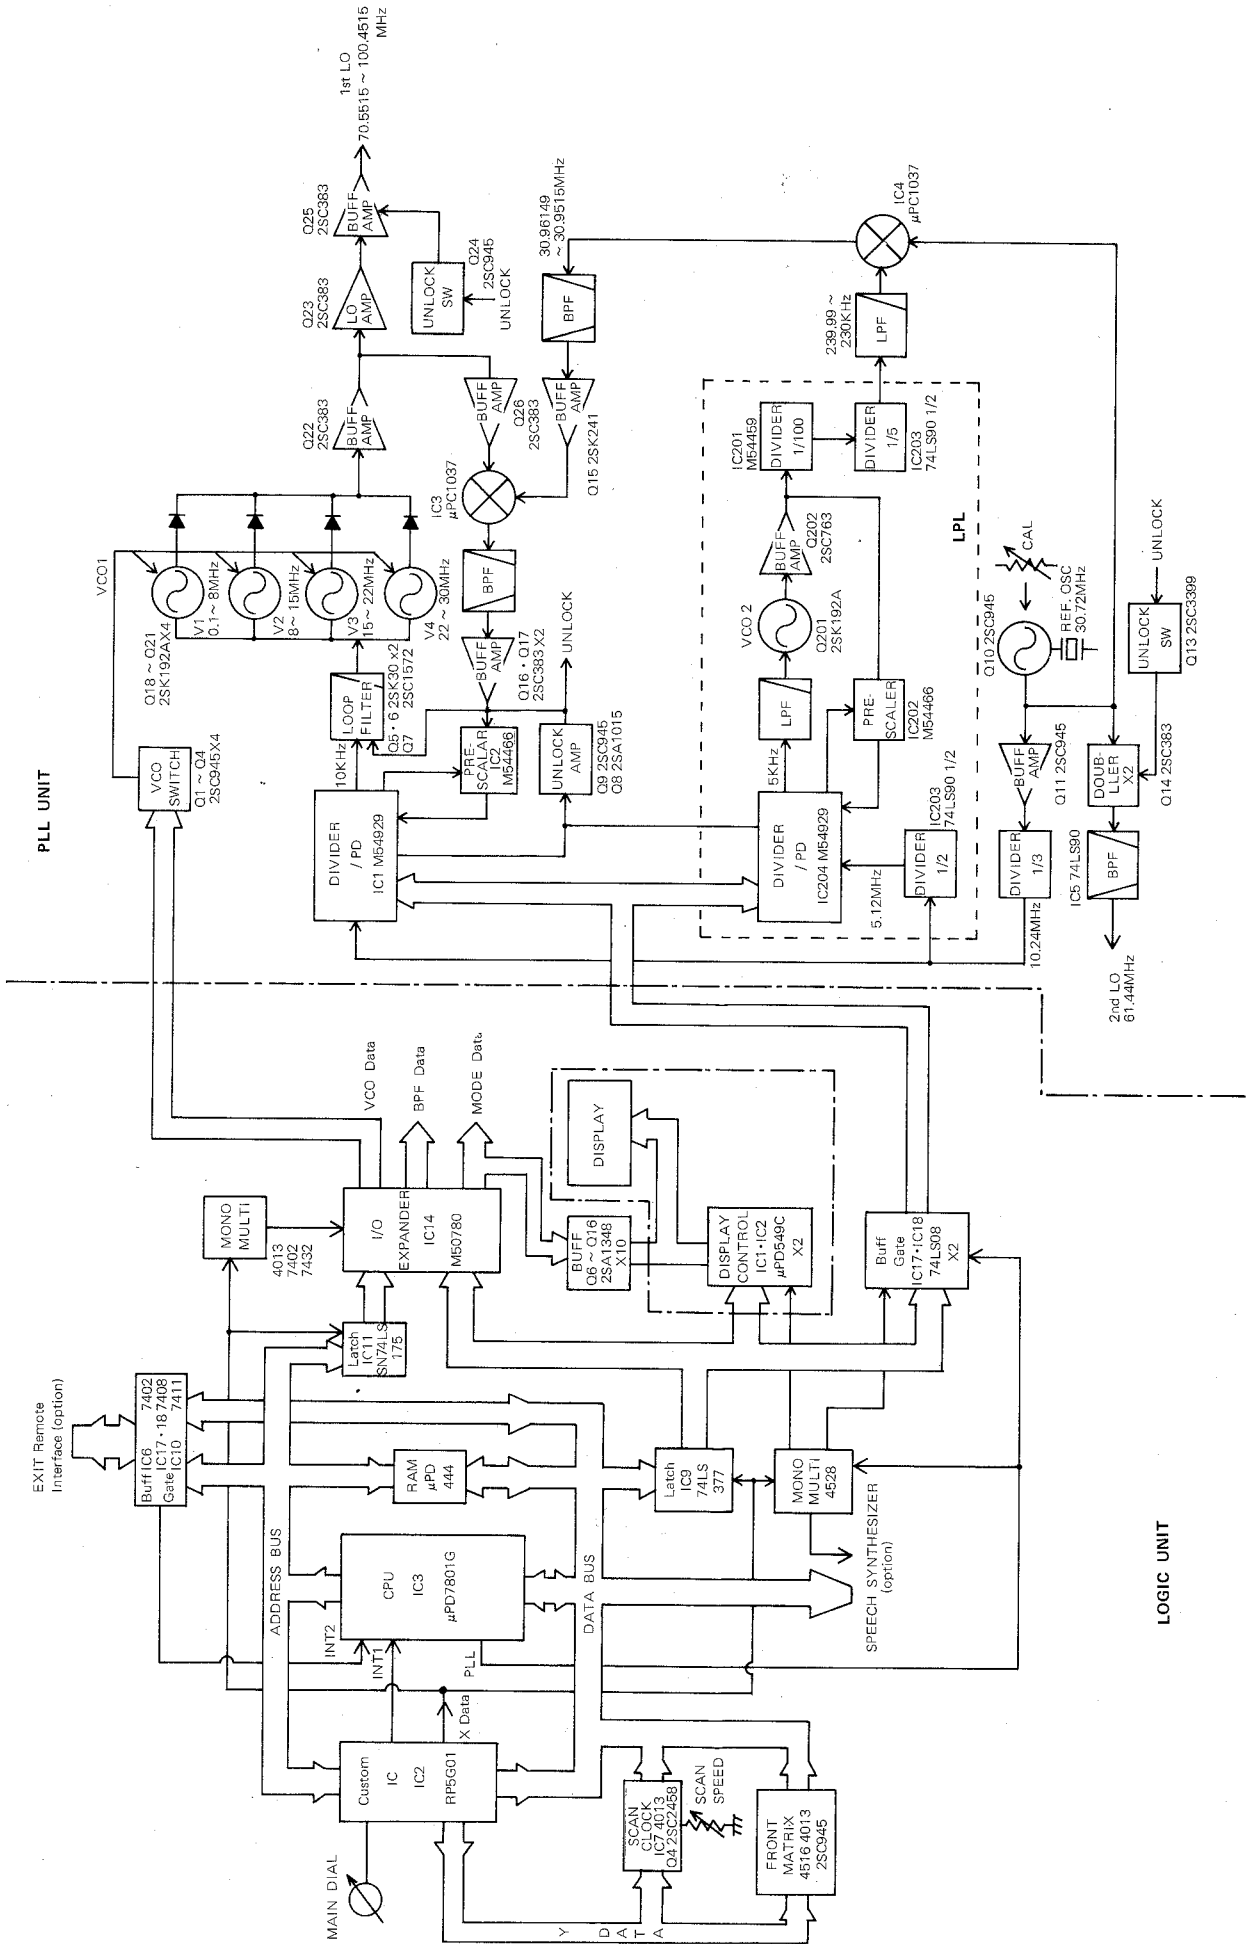 PLL UNIT
VCO
SWITCH
Q1 ~ Q4
2SC945X4
VCO1
Q18 ~ Q21
2SK192AX4
V1
0.1 ~ 8MHz
V2
8 ~ 15MHz
V3
15 ~ 22MHz
V4
22 ~ 30MHz
Q22
2SC383
BUFF
AMP
Q23
2SC383
LO
AMP
Q25
2SC383
BUFF
AMP
1st LO
70.5515 ~ 100.4515
MHz
UNLOCK
SW
Q24
2SC945
UNLOCK
DIVIDER
/ PD
IC1 M54929
10KHz
LOOP
FILTER
Q5 · 6 2SK30 x2
Q7 2SC1572
PRE-
SCALAR
IC2
M54466
BUFF
AMP
Q16 · Q17
2SC383 X2
BPF
IC3
μPC1037
BUFF
AMP
Q26
2SC383
UNLOCK
AMP
Q9 2SC945
Q8 2SA1015
UNLOCK
BUFF
AMP
Q15 2SK241
BPF
30.96149
~ 30.9515MHz
IC4
μPC1037
LPF
239.99 ~
230KHz
LPL
DIVIDER
/ PD
IC204 M54929
5KHz
LPF
VCO 2
Q201
2SK192A
BUFF
AMP
Q202
2SC763
IC201
M54459
DIVIDER
1/100
DIVIDER
1/5
IC203
74LS90 1/2
PRE-
SCALER
IC202
M54466
5.12MHz
DIVIDER
1/2
IC203
74LS90 1/2
10.24MHz
DIVIDER
1/3
IC5 74LS90
BUFF
AMP
Q11 2SC945
Q10 2SC945
REF. OSC
30.72MHz
CAL
2nd LO
61.44MHz
BPF
DOUB-
LLER
X2
Q14 2SC383
UNLOCK
SW
Q13 2SC3399
UNLOCK
EXIT Remote
Interface (option)
Buff IC6 7402
Gate IC17 · 18 7408
IC10 7411
MONO
MULTI
4013
7402
7432
Latch
IC11
SN74LS
175
I/O
EXPANDER
IC14
M50780
VCO Data
BPF Data
MODE Data
BUFF
Q6 ~ Q16
2SA1348
X10
DISPLAY
DISPLAY
CONTROL
IC1 · IC2
μPD549C
X2
Buff
Gate
IC17 · IC18
74LS08
X2
ADDRESS BUS
RAM
μPD
444
Latch
IC9
74LS
377
MONO
MULTI
4528
CPU
IC3
μPD7801G
INT2
INT1
PLL
X Data
DATA BUS
SPEECH SYNTHESIZER
(option)
MAIN DIAL
Custom
IC
IC2
RP5G01
SCAN
CLOCK
IC7 4013
Q4 2SC2458
SCAN
SPEED
FRONT
MATRIX
4516 4013
2SC945
Y DATA
LOGIC UNIT